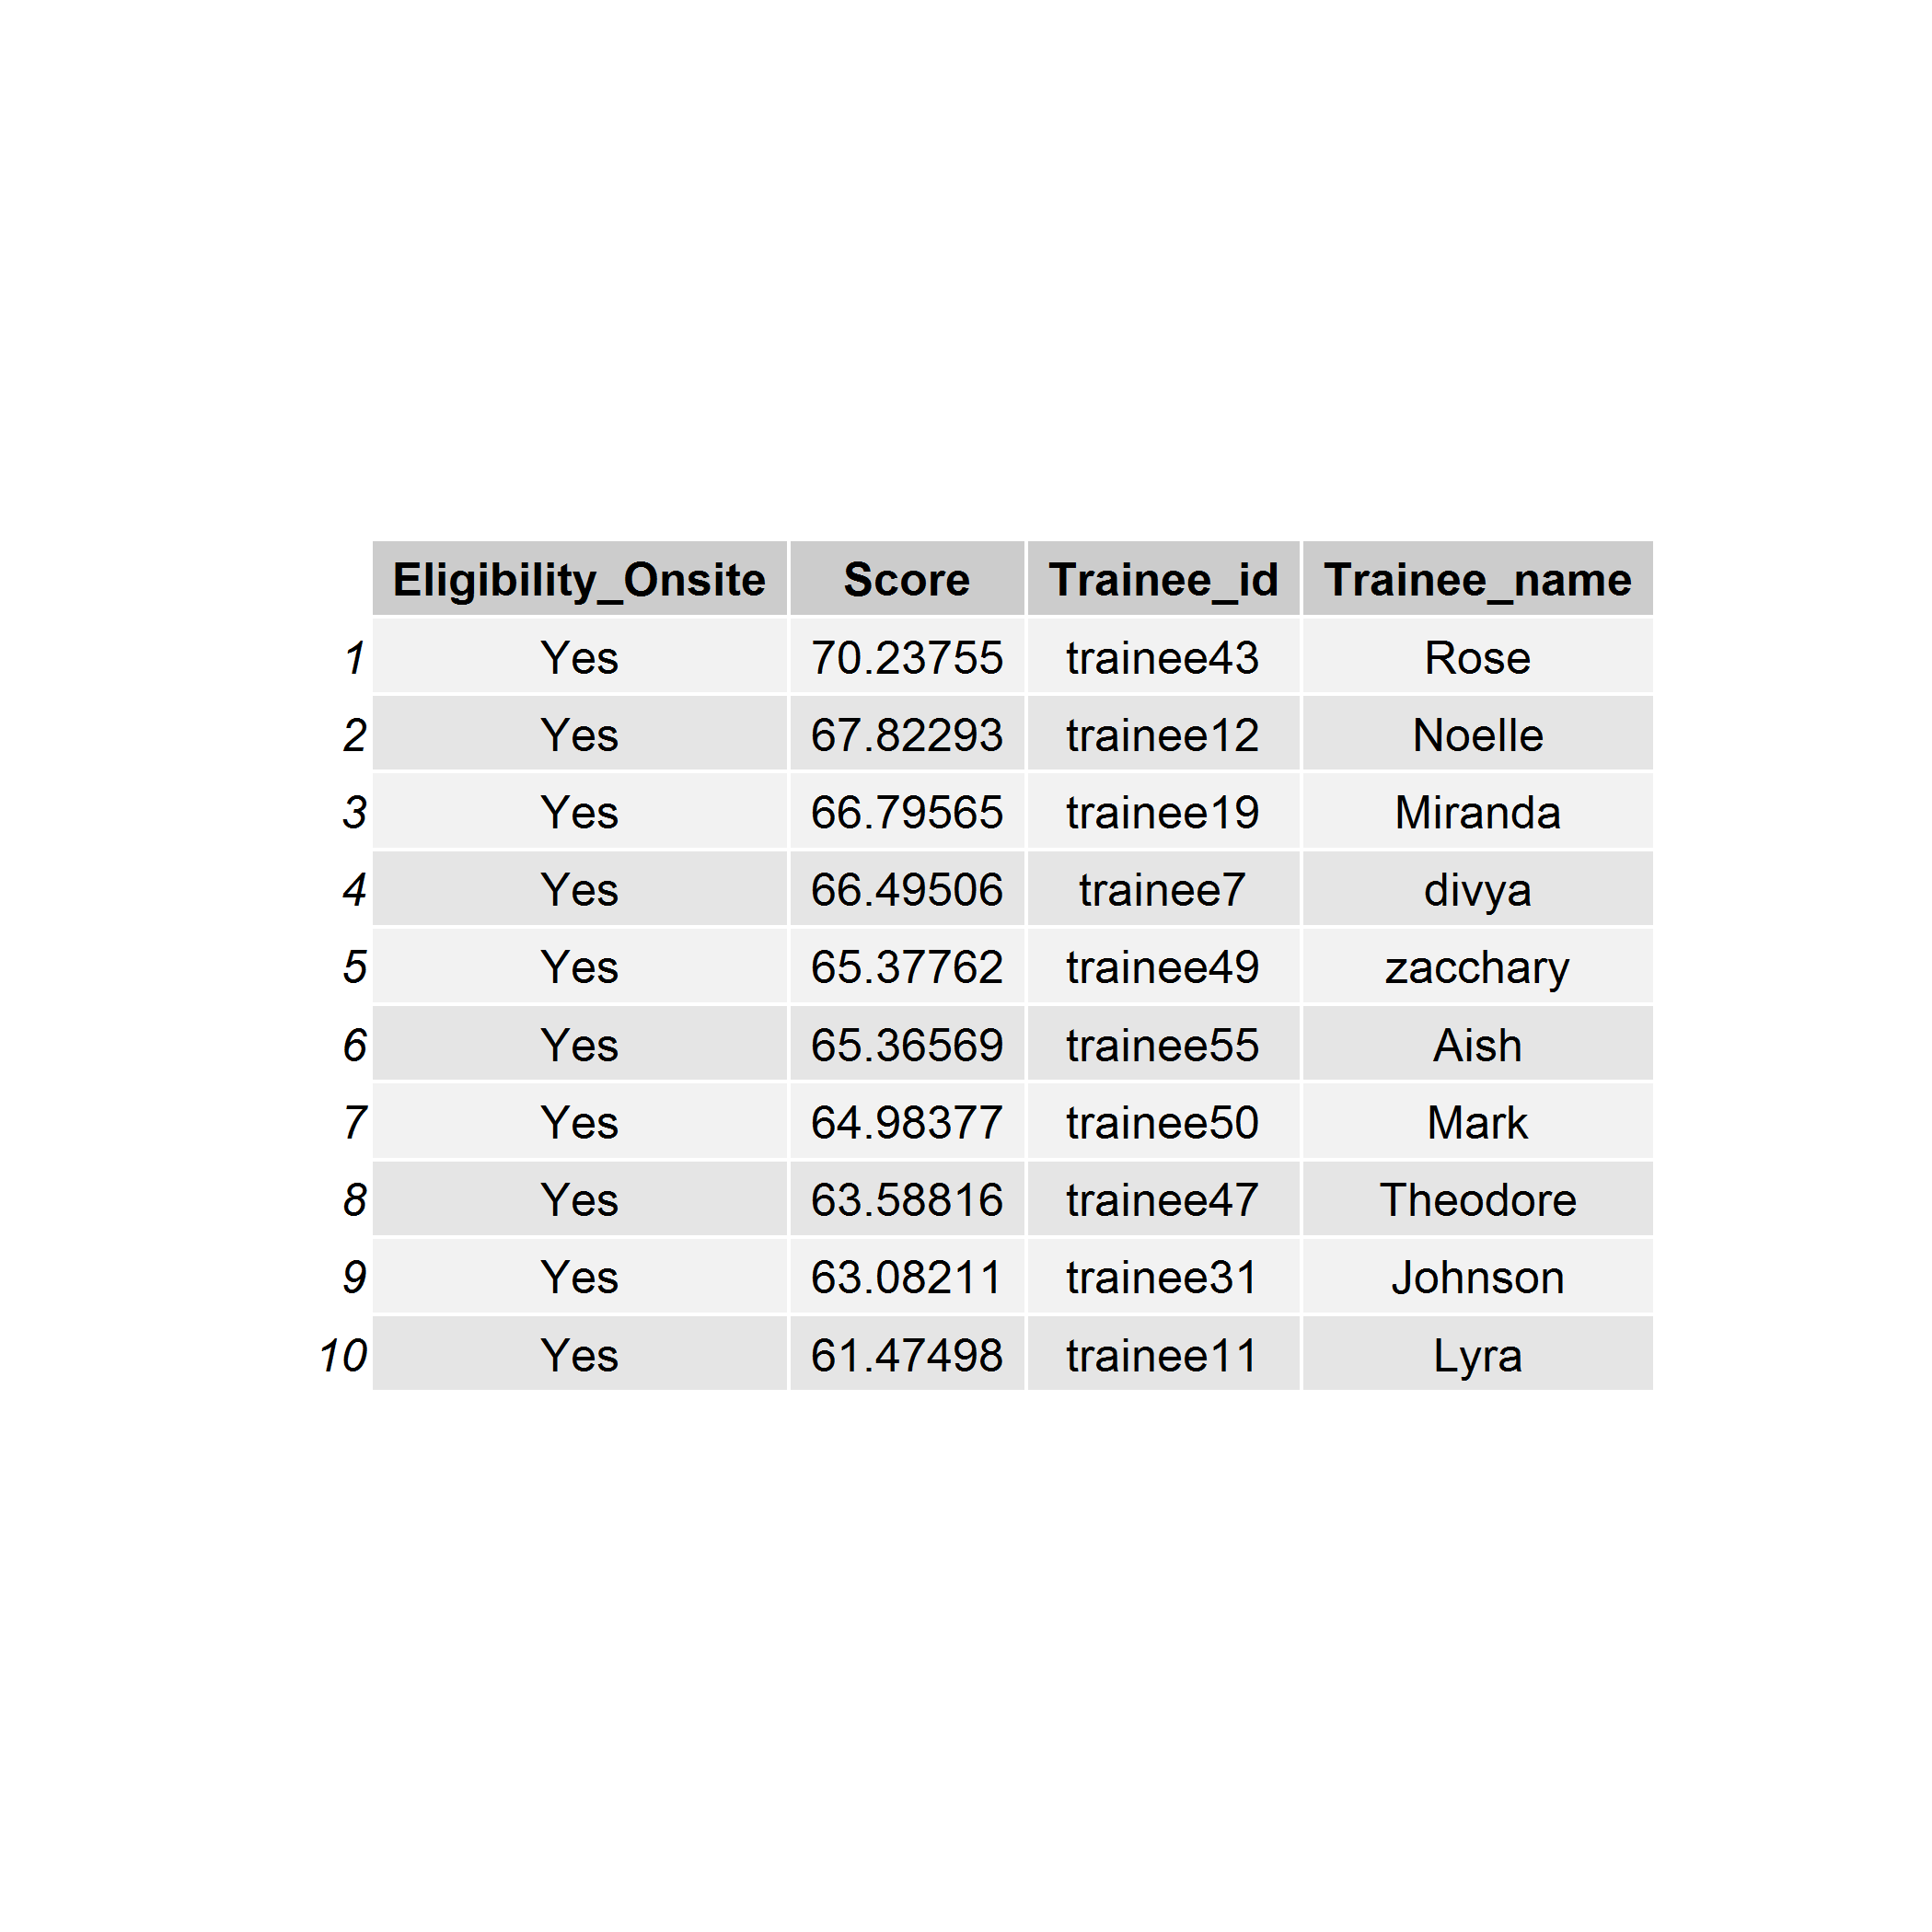 Eligibility_Onsite Score Trainee_id Trainee_name
1 Yes 70.23755 trainee43 Rose
2 Yes 67.82293 trainee12 Noelle
3 Yes 66.79565 trainee19 Miranda
4 Yes 66.49506 trainee7 divya
5 Yes 65.37762 trainee49 zacchary
6 Yes 65.36569 trainee55 Aish
7 Yes 64.98377 trainee50 Mark
8 Yes 63.58816 trainee47 Theodore
9 Yes 63.08211 trainee31 Johnson
10 Yes 61.47498 trainee11 Lyra